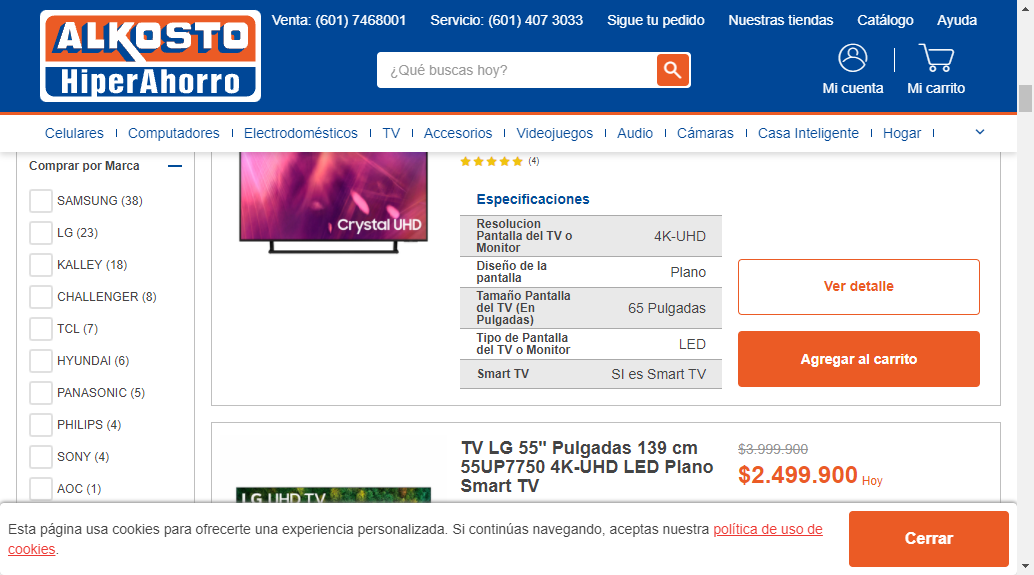 ALKOSTO
HiperAhorro
Venta: (601) 7468001 Servicio: (601) 407 3033 Sigue tu pedido Nuestras tiendas Catálogo Ayuda
¿Qué buscas hoy?
Mi cuenta Mi carrito
Celulares Computadores Electrodomésticos TV Accesorios Videojuegos Audio Cámaras Casa Inteligente Hogar
Comprar por Marca
SAMSUNG (38)
LG (23)
KALLEY (18)
CHALLENGER (8)
TCL (7)
HYUNDAI (6)
PANASONIC (5)
PHILIPS (4)
SONY (4)
AOC (1)
Crystal UHD
(4)
Especificaciones
Resolucion
Pantalla del TV o
Monitor
4K-UHD
Diseño de la
pantalla
Plano
Tamaño Pantalla
del TV (En
Pulgadas)
65 Pulgadas
Tipo de Pantalla
del TV o Monitor
LED
Smart TV
SI es Smart TV
Ver detalle
Agregar al carrito
LG UHD TV
TV LG 55" Pulgadas 139 cm
55UP7750 4K-UHD LED Plano
Smart TV
$3.999.900
$2.499.900 Hoy
Esta página usa cookies para ofrecerte una experiencia personalizada. Si continúas navegando, aceptas nuestra política de uso de
cookies.
Cerrar